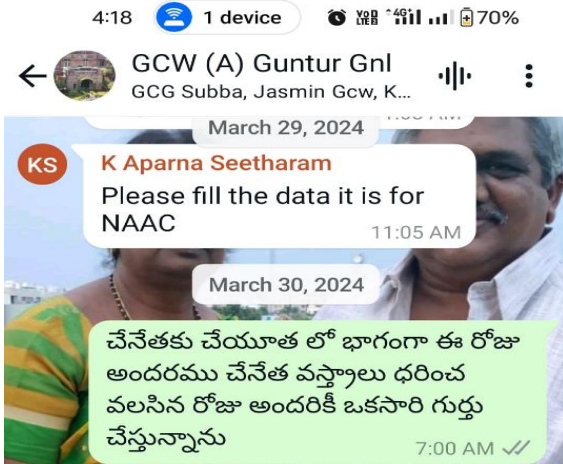 4:18 1 device 4G+ 70%
GCW (A) Guntur Gnl
GCG Subba, Jasmin Gcw, K...
March 29, 2024
KS K Aparna Seetharam
Please fill the data it is for
NAAC
11:05 AM
March 30, 2024
చేనేతకు చేయూత లో భాగంగా ఈ రోజు
అందరము చేనేత వస్త్రాలు ధరించ
వలసిన రోజు అందరికీ ఒకసారి గుర్తు
చేస్తున్నాను
7:00 AM